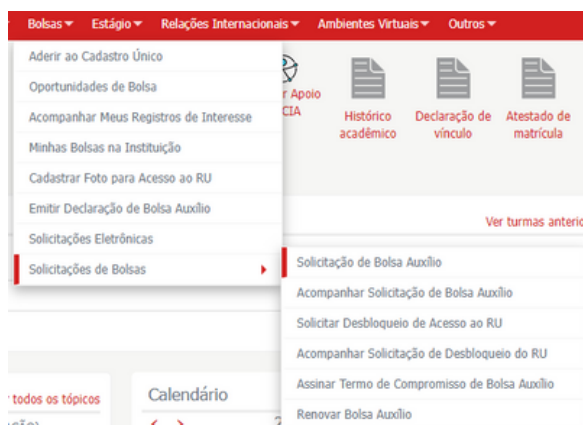 Bolsas Estágio Relações Internacionais Ambientes Virtuais Outros
Aderir ao Cadastro Único
Oportunidades de Bolsa
Acompanhar Meus Registros de Interesse
Minhas Bolsas na Instituição
Cadastrar Foto para Acesso ao RU
Emitir Declaração de Bolsa Auxílio
Solicitações Eletrônicas
Solicitações de Bolsas
Apoio
CIA
Histórico
acadêmico
Declaração de
vínculo
Atestado de
matrícula
Ver turmas
Solicitação de Bolsa Auxílio
Acompanhar Solicitação de Bolsa Auxílio
Solicitar Desbloqueio de Acesso ao RU
Acompanhar Solicitação de Desbloqueio do RU
Assinar Termo de Compromisso de Bolsa Auxílio
Renovar Bolsa Auxílio
todos os tópicos
Calendário